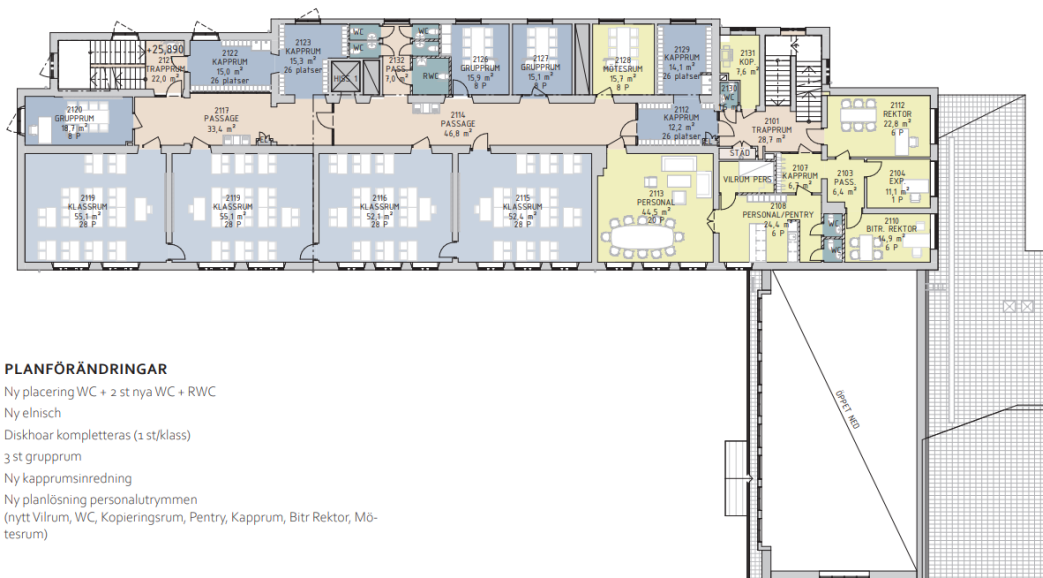 +25,890
212
TRAPPRUM
22,0 m²
2122
KAPPRUM
15,0 m²
26 platser
2123
KAPPRUM
15,3 m²
26 platser
WC
WC
HISS 1
2132
PASS
7,0 m²
WC
WC
RWC
2126
GRUPPRUM
15,9 m²
8 P
2127
GRUPPRUM
15,1 m²
8 P
2128
MÖTESRUM
15,7 m²
8 P
2129
KAPPRUM
14,1 m²
26 platser
2131
KOP.
7,6 m²
2130
WC
2120
GRUPPRUM
18,7 m²
8 P
2117
PASSAGE
33,4 m²
2114
PASSAGE
46,8 m²
2112
KAPPRUM
12,2 m²
26 platser
2101
TRAPPRUM
28,7 m²
2112
REKTOR
22,8 m²
6 P
STÄD
2119
KLASSRUM
55,1 m²
28 P
2119
KLASSRUM
55,1 m²
28 P
2116
KLASSRUM
52,1 m²
28 P
2115
KLASSRUM
52,4 m²
28 P
2113
PERSONAL
44,5 m²
20 P
VILRUM PERS
2107
KAPPRUM
6,7 m²
2103
PASS.
6,4 m²
2104
EXP.
11,1 m²
1 P
2108
PERSONAL/PENTRY
24,4 m²
6 P
WC
WC
2110
BITR. REKTOR
14,9 m²
6 P
ÖPPET NED
PLANFÖRÄNDRINGAR
Ny placering WC + 2 st nya WC + RWC
Ny elnisch
Diskhoar kompletteras (1 st/klass)
3 st grupprum
Ny kapprumsinredning
Ny planlösning personalutrymmen
(nytt Vilrum, WC, Kopieringsrum, Pentry, Kapprum, Bitr Rektor, Mö-
tesrum)